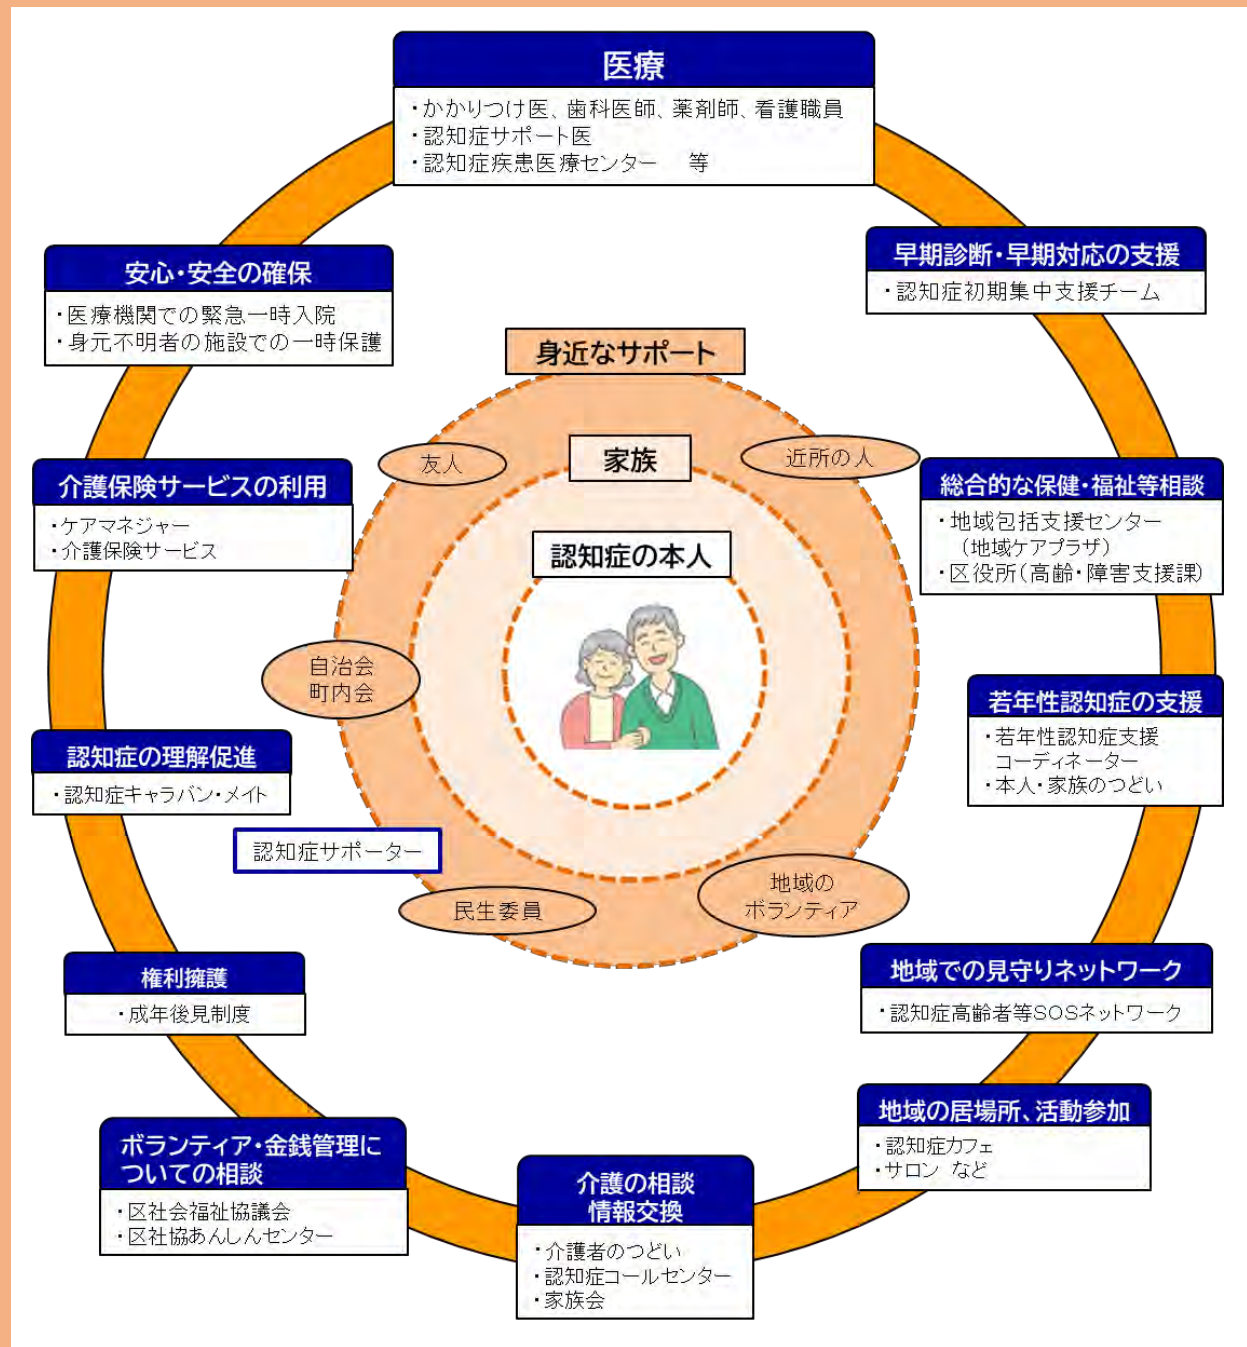 医療
・かかりつけ医、歯科医師、薬剤師、看護職員
・認知症サポート医
・認知症疾患医療センター　等
早期診断・早期対応の支援
・認知症初期集中支援チーム
安心・安全の確保
・医療機関での緊急一時入院
・身元不明者の施設での一時保護
身近なサポート
友人
家族
近所の人
認知症の本人
介護保険サービスの利用
・ケアマネジャー
・介護保険サービス
総合的な保健・福祉等相談
・地域包括支援センター
（地域ケアプラザ）
・区役所（高齢・障害支援課）
自治会
町内会
若年性認知症の支援
・若年性認知症支援
コーディネーター
・本人・家族のつどい
認知症の理解促進
・認知症キャラバン・メイト
認知症サポーター
民生委員
地域の
ボランティア
権利擁護
・成年後見制度
地域での見守りネットワーク
・認知症高齢者等SOSネットワーク
地域の居場所、活動参加
・認知症カフェ
・サロン など
ボランティア・金銭管理に
ついての相談
・区社会福祉協議会
・区社協あんしんセンター
介護の相談
情報交換
・介護者のつどい
・認知症コールセンター
・家族会